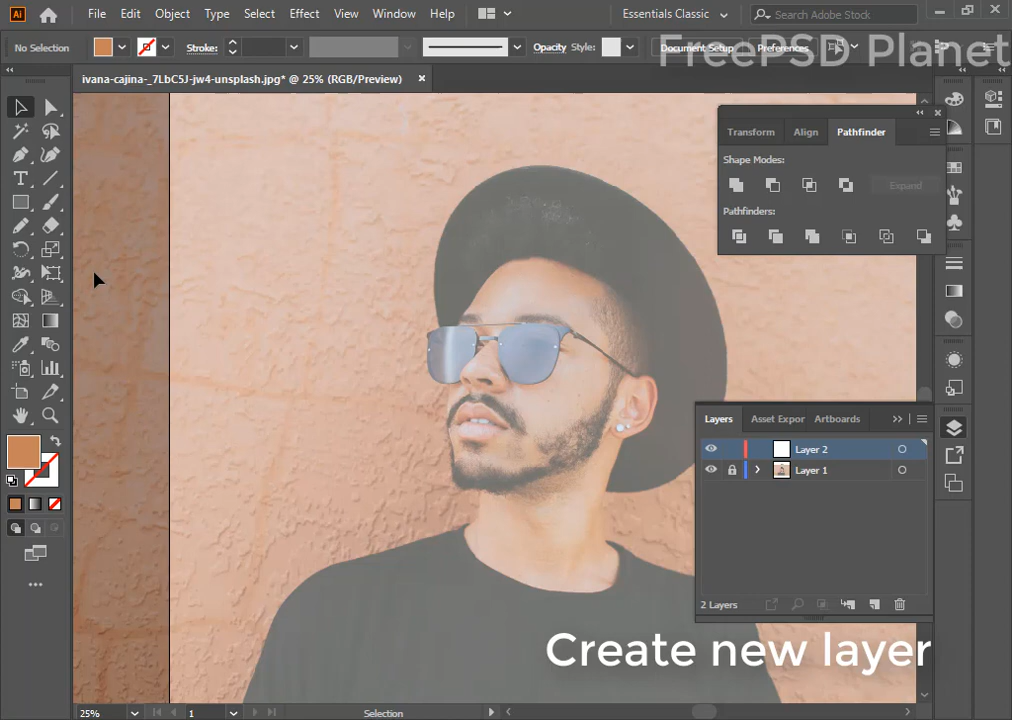 Ai File Edit Object Type Select Effect View Window Help Essentials Classic Search Adobe Stock
No Selection Stroke: Opacity Style: Document Setup Preferences
FreePSD Planet
ivana-cajina-_7LbC5J-jw4-unsplash.jpg* @ 25% (RGB/Preview)
Transform Align Pathfinder
Shape Modes:
Expand
Pathfinders:
Layers Asset Expor Artboards
Layer 2
Layer 1
2 Layers
Create new layer
25% 1 Selection